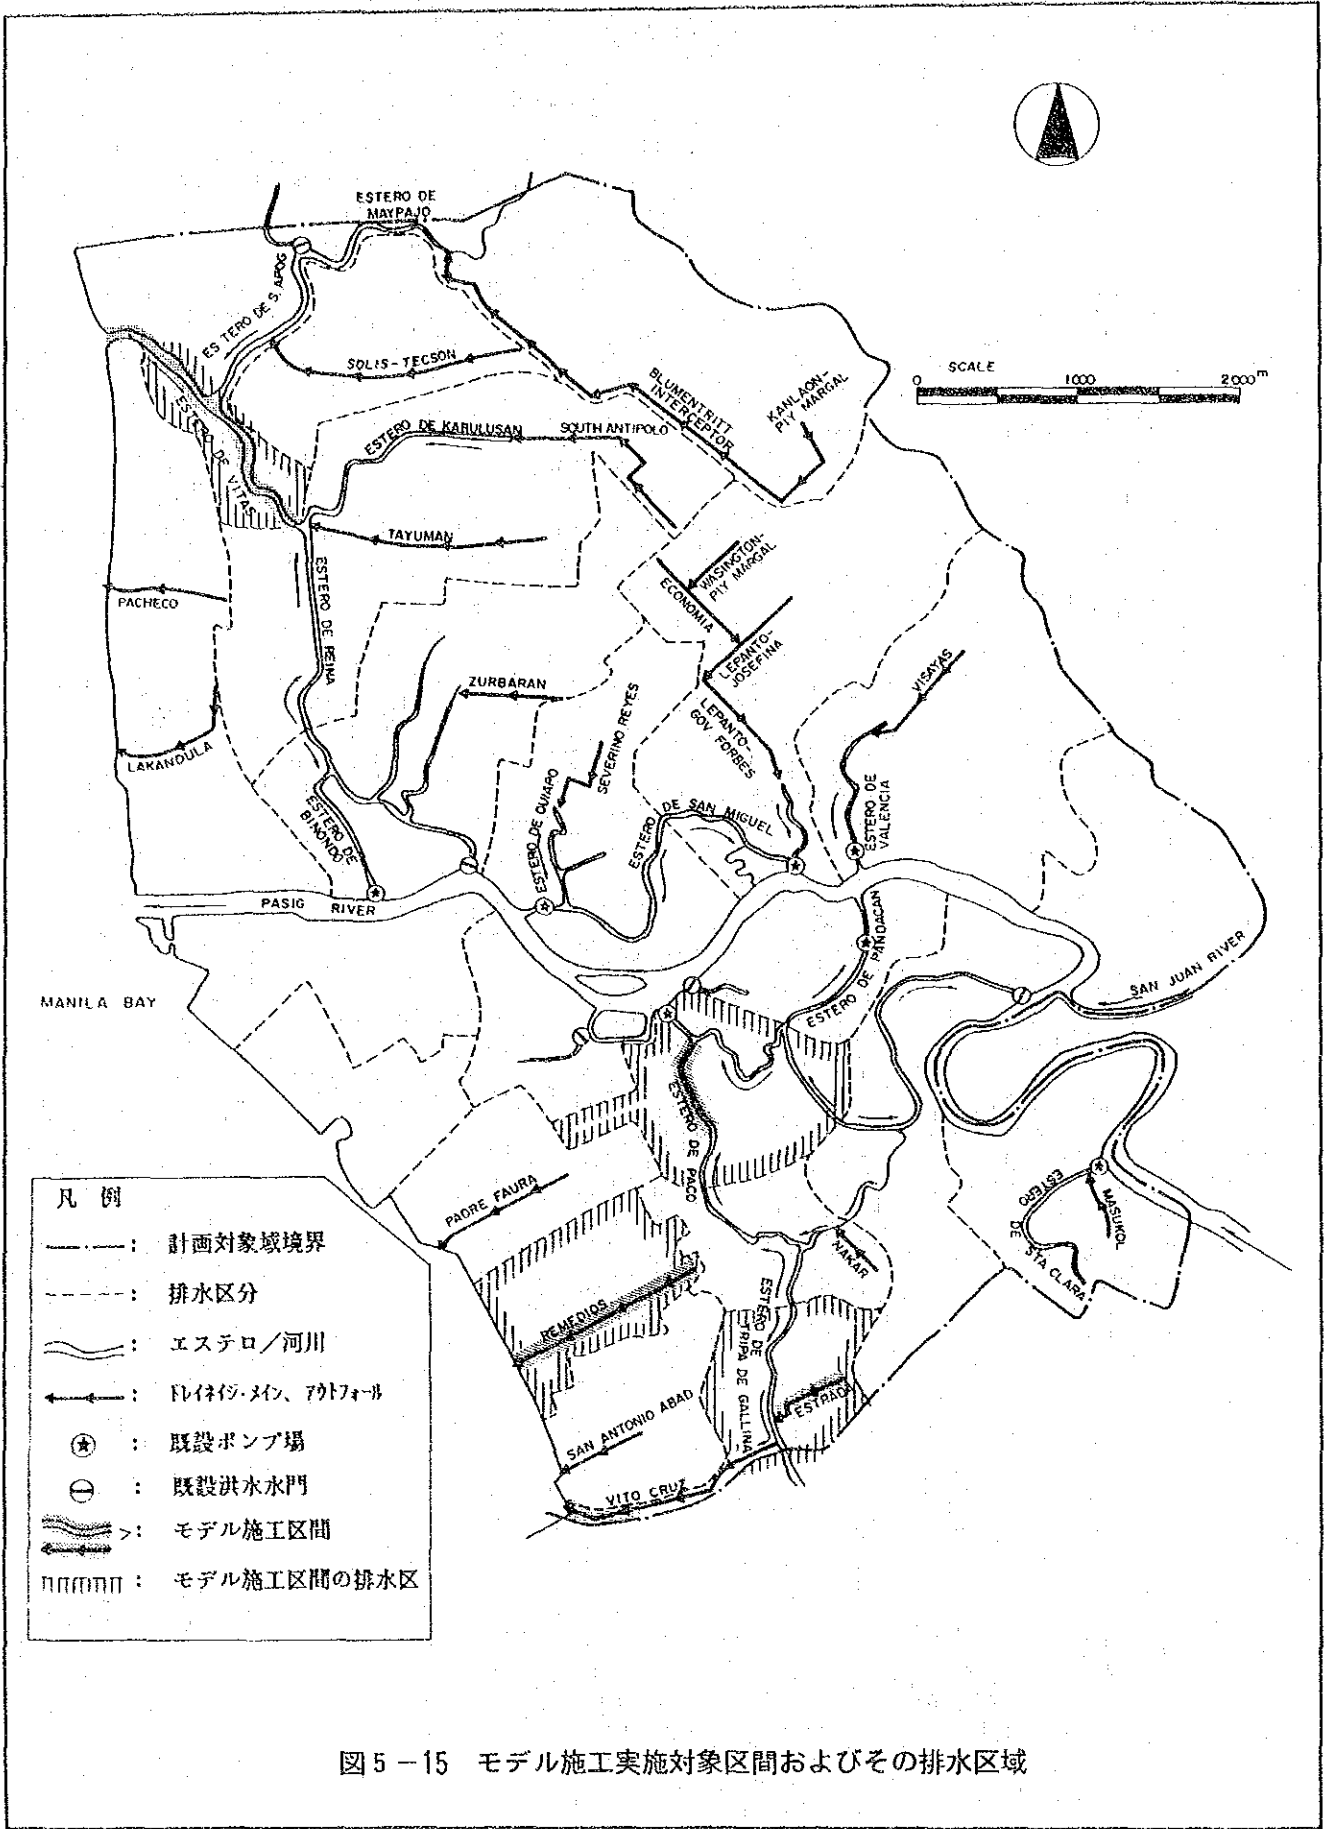 ESTERO DE
MAYPAJO
ES TERO DE S. APOG
SOLIS-TECSON
BLUMENTRITT
INTERCEPTOR
KANLAON-
PIY MARGAL
SCALE
0 1000 2000 m
ESTERO DE KABULUSAN
SOUTH ANTIPOLO
DE VITAS
TAYUMAN
WASINGTON-
PIY MARGAL
ECONOMIA
PACHECO
ESTERO DE REINA
LEPANTO-
JOSEFINA
VISAYAS
ZURBARAN
SEVERINO REYES
LEPANTO-
GOV FORBES
LAKANDULA
ESTERO DE
BINONDO
ESTERO DE QUIAPO
ESTERO DE SAN MIGUEL
ESTERO DE
VALENCIA
PASIG RIVER
ESTERO DE PANDACAN
SAN JUAN RIVER
MANILA BAY
ESTERO DE PACO
ESTERO
DE
STA CLARA
MASUKOL
PADRE FAURA
NAKAR
REMEDIOS
ESTERO DE
TRIPA DE GALLINA
ESTRADA
SAN ANTONIO ABAD
VITO CRUZ
凡 例
: 計画対象域境界
: 排水区分
: エステロ/河川
: ドレイネイジ・メイン、アウトフォール
: 既設ポンプ場
: 既設洪水水門
>: モデル施工区間
: モデル施工区間の排水区
図5-15 モデル施工実施対象区間およびその排水区域